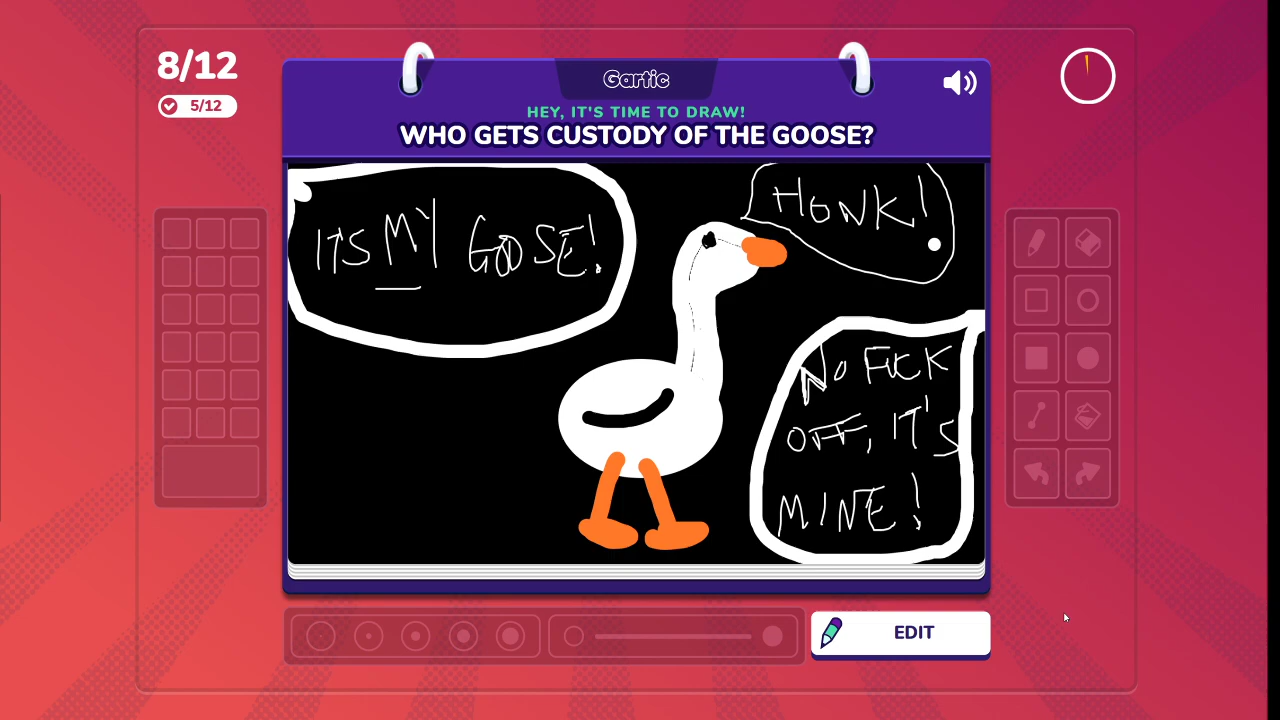 8/12
5/12
Gartic
HEY, IT'S TIME TO DRAW!
WHO GETS CUSTODY OF THE GOOSE?
ITS MY GOOSE!
HONK!
NO FUCK
OFF, IT'S
MINE!
EDIT